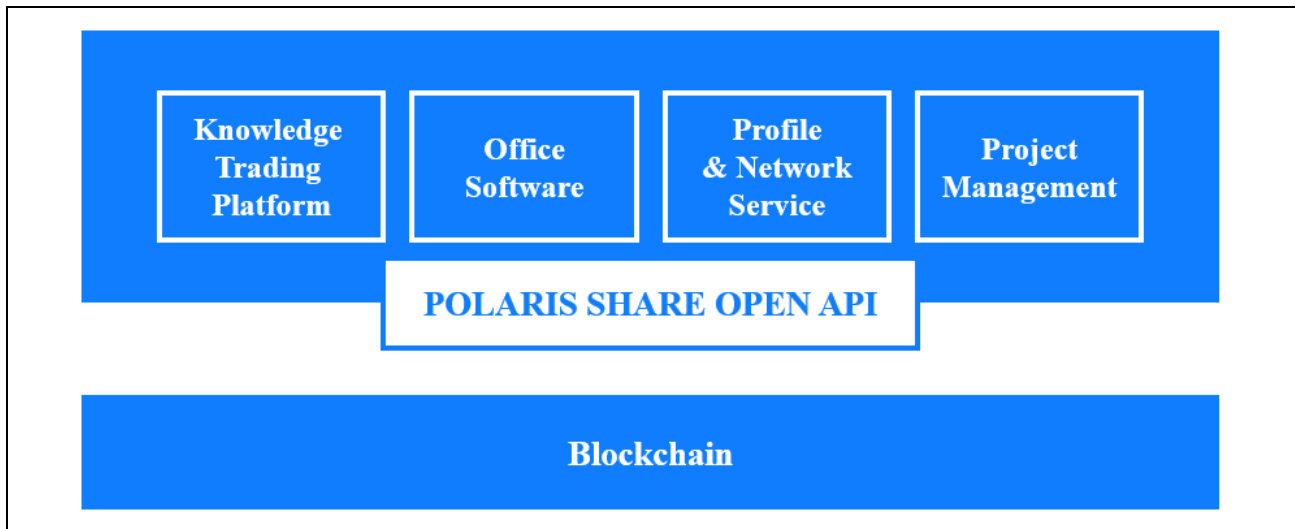 Knowledge
Trading
Platform
Office
Software
Profile
& Network
Service
Project
Management
POLARIS SHARE OPEN API
Blockchain